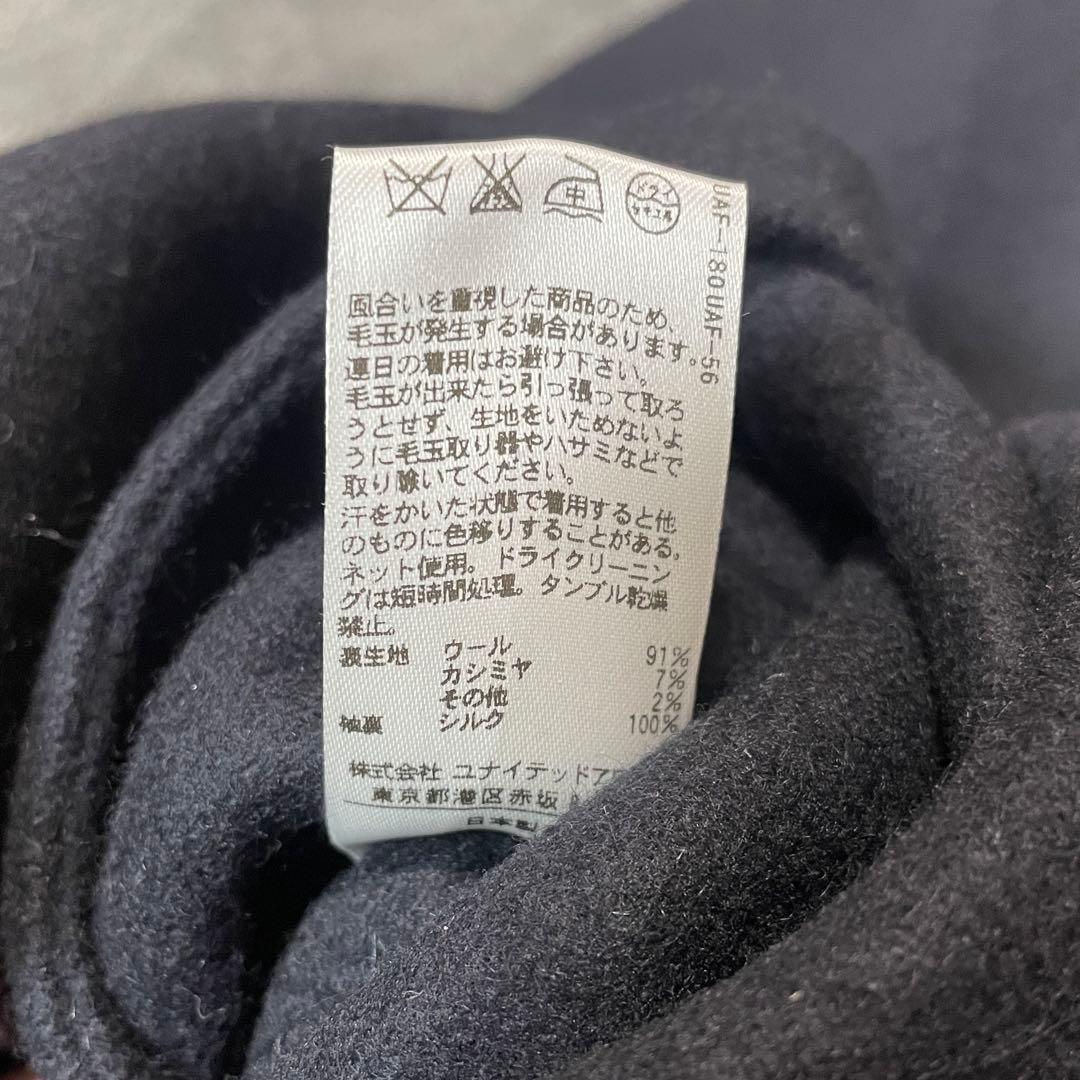 中
ドライ
セキユ系
UAF-180UAF-56
風合いを重視した商品のため、
毛玉が発生する場合があります。
連日の着用はお避け下さい。
毛玉が出来たら引っ張って取ろ
うとせず、生地をいためないよ
うに毛玉取り器やハサミなどで
取り除いてください。
汗をかいた状態で着用すると他
のものに色移りすることがある。
ネット使用。ドライクリーニン
グは短時間処理。タンブル乾燥
禁止。
表生地 ウール 91%
カシミヤ 7%
その他 2%
袖裏 シルク 100%
株式会社 ユナイテッドア
東京都港区赤坂
日本製